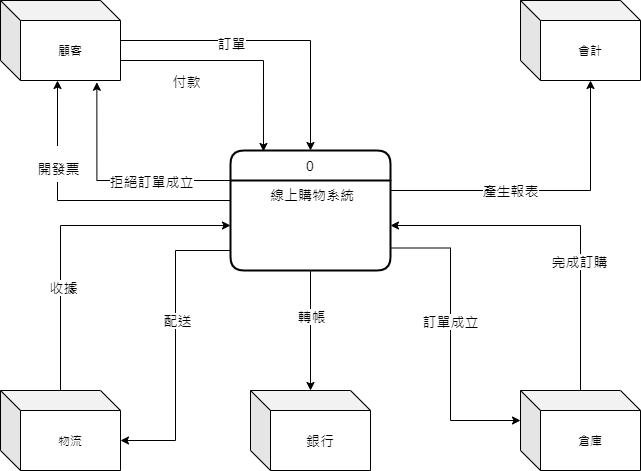 顧客
訂單
會計
付款
0
開發票
拒絕訂單成立
線上購物系統
產生報表
完成訂購
收據
配送
轉帳
訂單成立
物流
銀行
倉庫